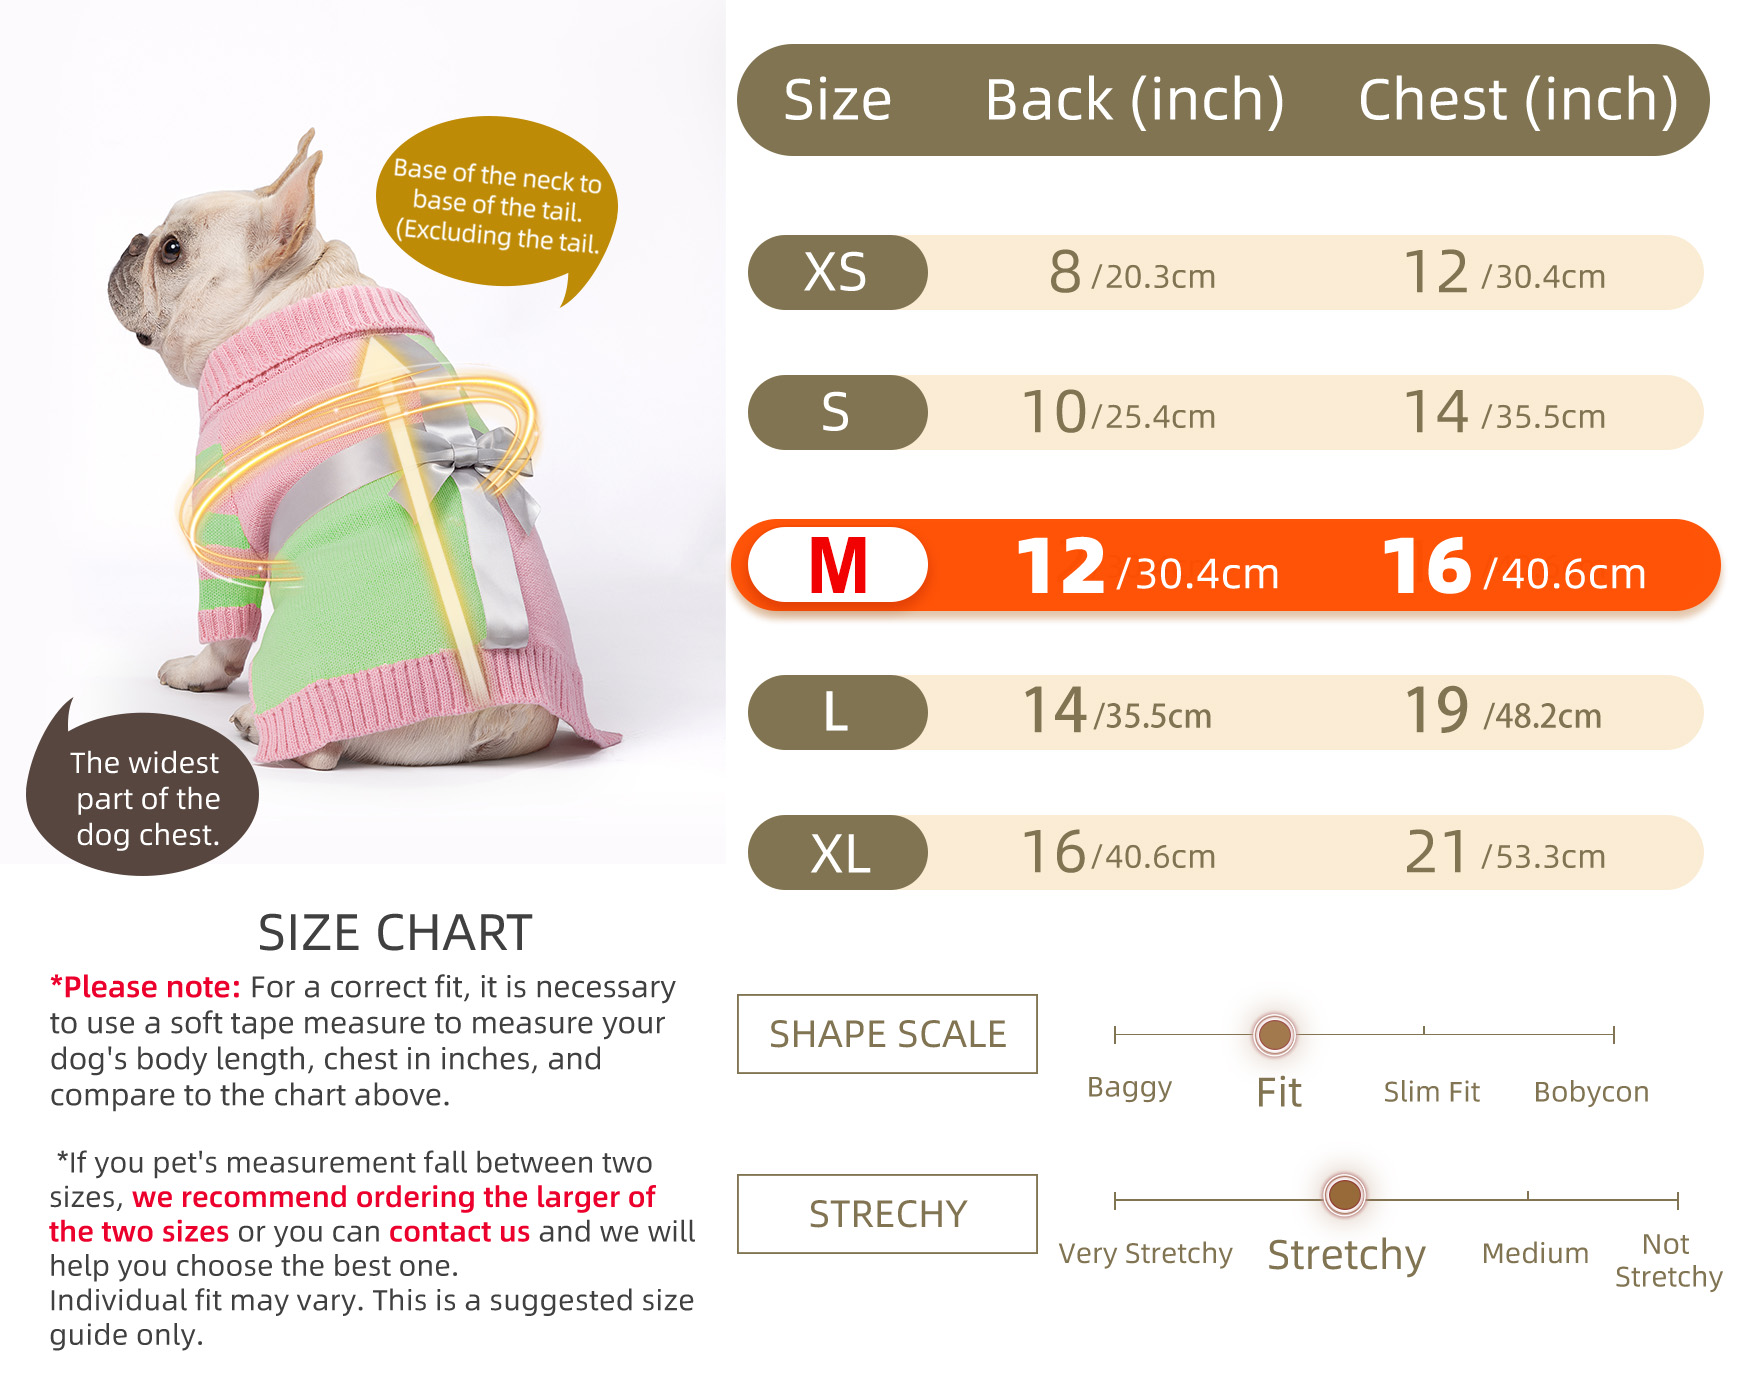 Base of the neck to
base of the tail.
(Excluding the tail.
The widest
part of the
dog chest.
Size Back (inch) Chest (inch)
XS 8 /20.3cm 12 /30.4cm
S 10/25.4cm 14 /35.5cm
M 12/30.4cm 16/40.6cm
L 14/35.5cm 19 /48.2cm
XL 16/40.6cm 21 /53.3cm
SIZE CHART
*Please note: For a correct fit, it is necessary
to use a soft tape measure to measure your
dog's body length, chest in inches, and
compare to the chart above.
*If you pet's measurement fall between two
sizes, we recommend ordering the larger of
the two sizes or you can contact us and we will
help you choose the best one.
Individual fit may vary. This is a suggested size
guide only.
SHAPE SCALE
Baggy Fit Slim Fit Bobycon
STRECHY
Very Stretchy Stretchy Medium Not
Stretchy